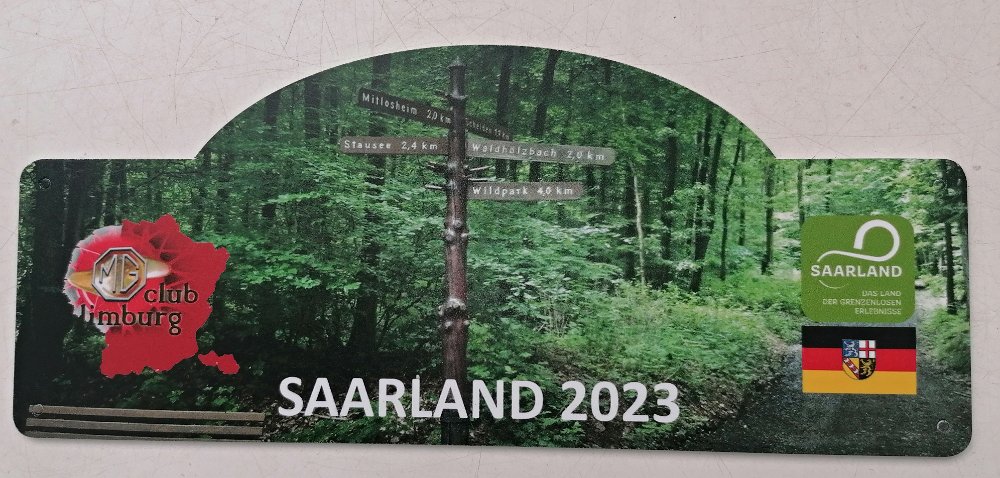 Mitlosheim 2,0 km
Stausee 2,4 km
Waldhölzbach 2,0 km
Wildpark 4,0 km
MG
club
limburg
SAARLAND
DAS LAND
DER GRENZENLOSEN
ERLEBNISSE
SAARLAND 2023